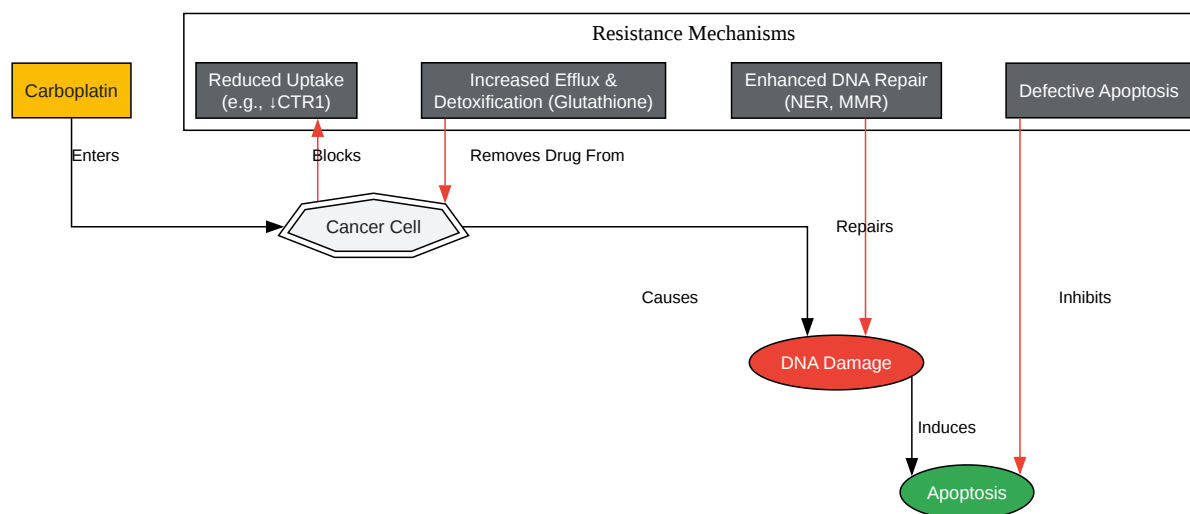 Resistance Mechanisms
Carboplatin
Reduced Uptake
(e.g., ↓CTR1)
Increased Efflux &
Detoxification (Glutathione)
Enhanced DNA Repair
(NER, MMR)
Defective Apoptosis
Enters
Blocks
Removes Drug From
Cancer Cell
Repairs
Causes
Inhibits
DNA Damage
Induces
Apoptosis